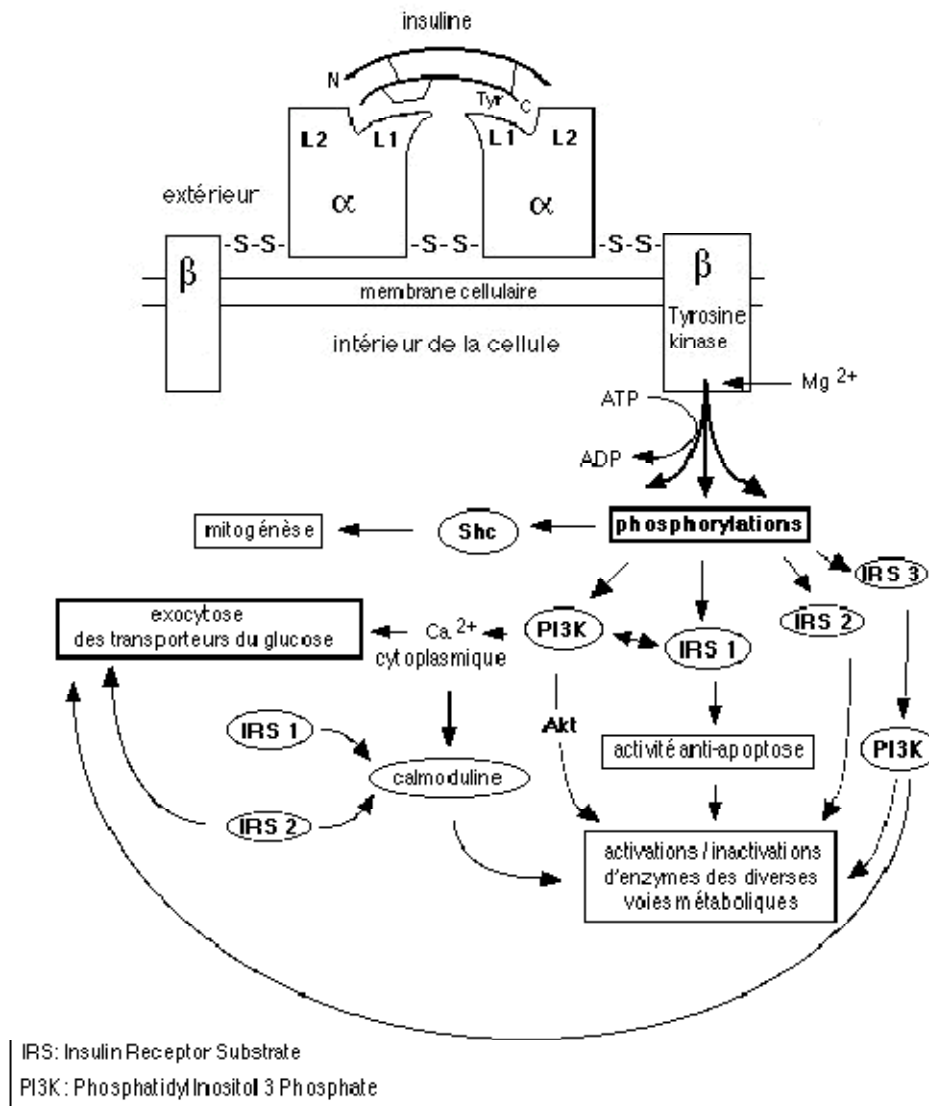 insuline
N
Tyr
C
L2 L1 L1 L2
extérieur
α α
-S-S- -S-S- -S-S-
β β
membrane cellulaire
Tyrosine
kinase
intérieur de la cellule
Mg 2+
ATP
ADP
phosphorylations
Shc
mitogénèse
IRS 3
IRS 2
exocytose
des transporteurs du glucose
Ca 2+
cytoplasmique
PI3K
IRS 1
Akt
IRS 1
activité anti-apoptose
PI3K
calmoduline
IRS 2
activations / inactivations
d'enzymes des diverses
voies métaboliques
IRS: Insulin Receptor Substrate
PI3K : Phosphatidyl Inositol 3 Phosphate